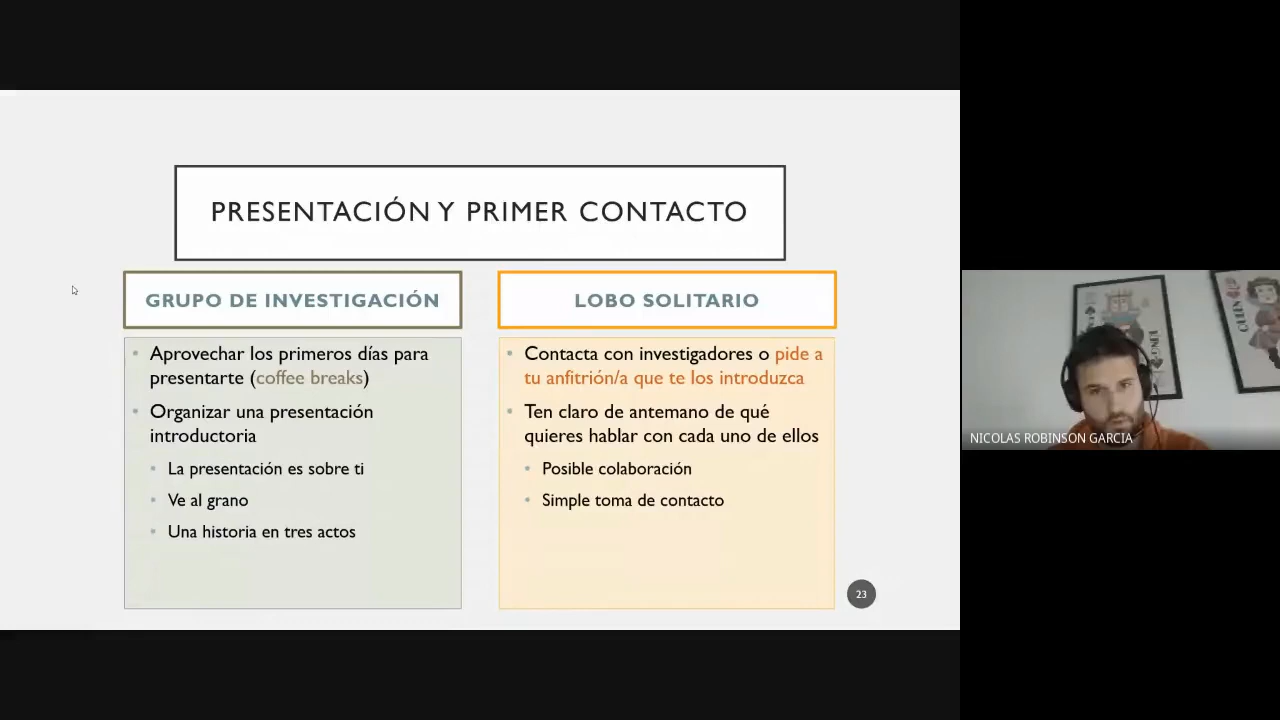 PRESENTACIÓN Y PRIMER CONTACTO
GRUPO DE INVESTIGACIÓN
• Aprovechar los primeros días para
presentarte (coffee breaks)
• Organizar una presentación
introductoria
• La presentación es sobre ti
• Ve al grano
• Una historia en tres actos
LOBO SOLITARIO
• Contacta con investigadores o pide a
tu anfitrión/a que te los introduzca
• Ten claro de antemano de qué
quieres hablar con cada uno de ellos
• Posible colaboración
• Simple toma de contacto
23
NICOLAS ROBINSON GARCIA